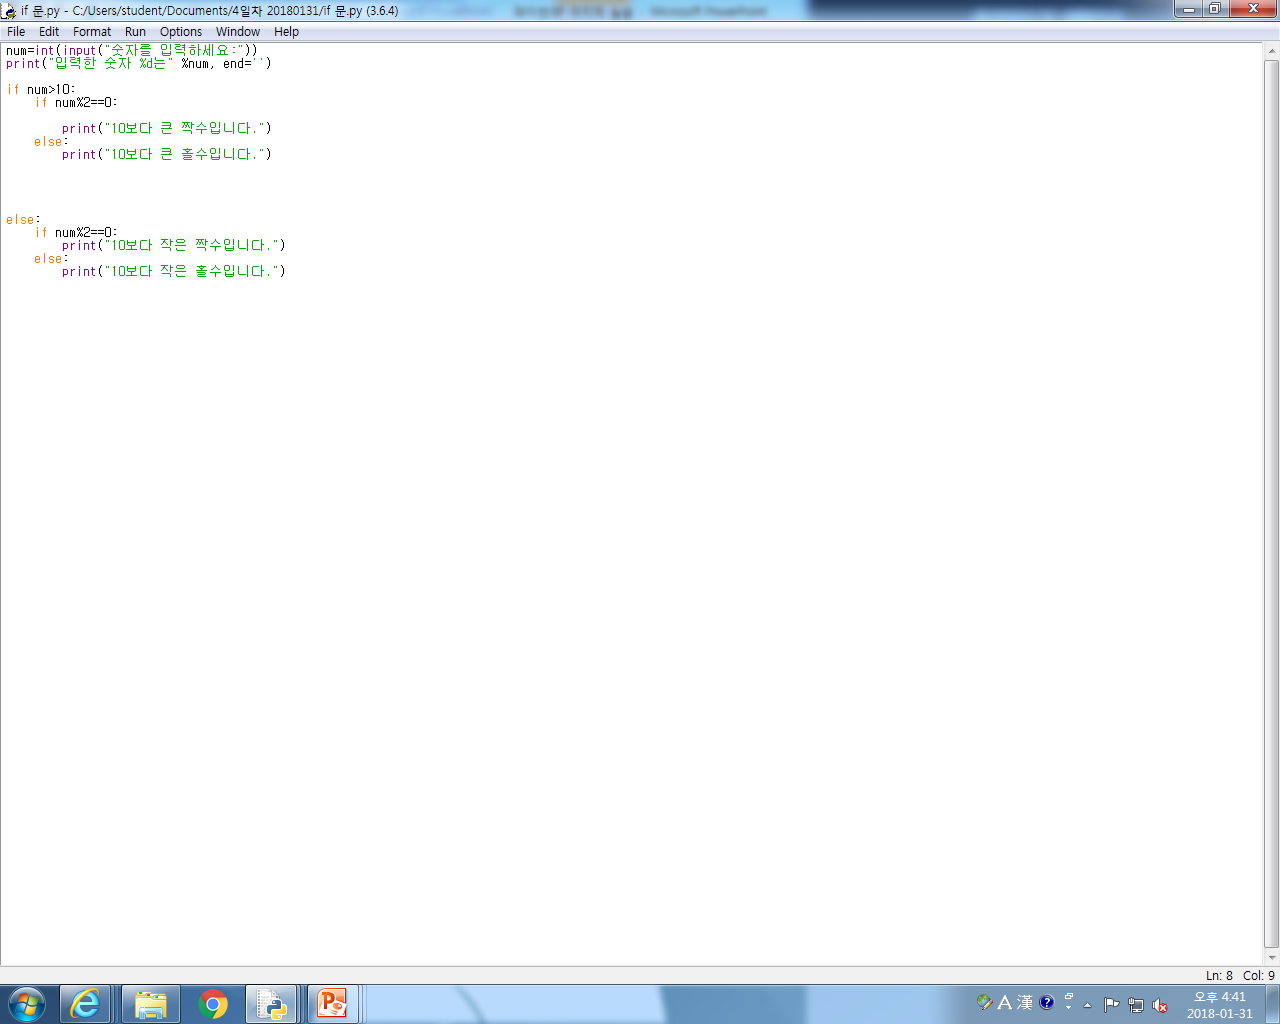 if 문.py - C:/Users/student/Documents/4일차 20180131/if 문.py (3.6.4)
Microsoft PowerPoint
File Edit Format Run Options Window Help
num=int(input("숫자를 입력하세요:"))
print("입력한 숫자 %d는" %num, end='')
if num>10:
    if num%2==0:
        print("10보다 큰 짝수입니다.")
    else:
        print("10보다 큰 홀수입니다.")
else:
    if num%2==0:
        print("10보다 작은 짝수입니다.")
    else:
        print("10보다 작은 홀수입니다.")
Ln: 8 Col: 9
A 漢
오후 4:41
2018-01-31